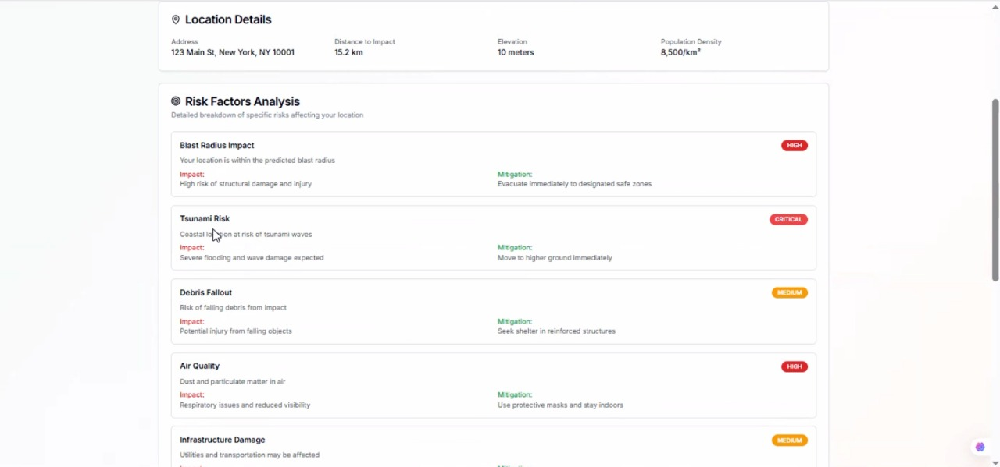 Location Details
Address
123 Main St, New York, NY 10001
Distance to Impact
15.2 km
Elevation
10 meters
Population Density
8,500/km²
Risk Factors Analysis
Detailed breakdown of specific risks affecting your location
Blast Radius Impact
HIGH
Your location is within the predicted blast radius
Impact:
High risk of structural damage and injury
Mitigation:
Evacuate immediately to designated safe zones
Tsunami Risk
CRITICAL
Coastal location at risk of tsunami waves
Impact:
Severe flooding and wave damage expected
Mitigation:
Move to higher ground immediately
Debris Fallout
MEDIUM
Risk of falling debris from impact
Impact:
Potential injury from falling objects
Mitigation:
Seek shelter in reinforced structures
Air Quality
HIGH
Dust and particulate matter in air
Impact:
Respiratory issues and reduced visibility
Mitigation:
Use protective masks and stay indoors
Infrastructure Damage
MEDIUM
Utilities and transportation may be affected